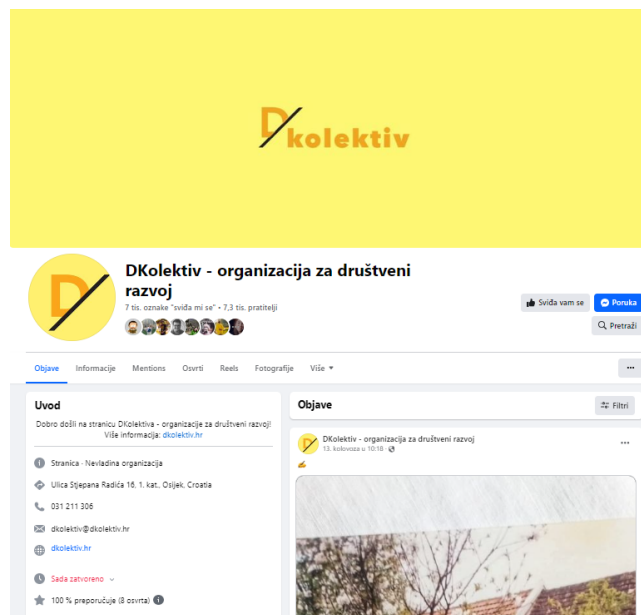 Dkolektiv
DKolektiv - organizacija za društveni
razvoj
7 tis. oznake "sviđa mi se" • 7,3 tis. pratitelji
Sviđa vam se
Poruka
Pretraži
Objave
Informacije
Mentions
Osvrti
Reels
Fotografije
Više
Uvod
Dobro došli na stranicu DKolektiva - organizacije za društveni razvoj!
Više informacija: dkolektiv.hr
Stranica · Nevladina organizacija
Ulica Stjepana Radića 16, 1. kat., Osijek, Croatia
031 211 306
dkolektiv@dkolektiv.hr
dkolektiv.hr
Sada zatvoreno
100 % preporučuje (8 osvrta)
Objave
Filtri
DKolektiv - organizacija za društveni razvoj
13. kolovoza u 10:18 ·